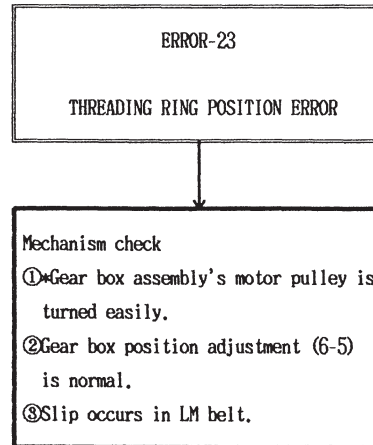 ERROR-23
THREADING RING POSITION ERROR
Mechanism check
①*Gear box assembly's motor pulley is
turned easily.
②Gear box position adjustment (6-5)
is normal.
③Slip occurs in LM belt.